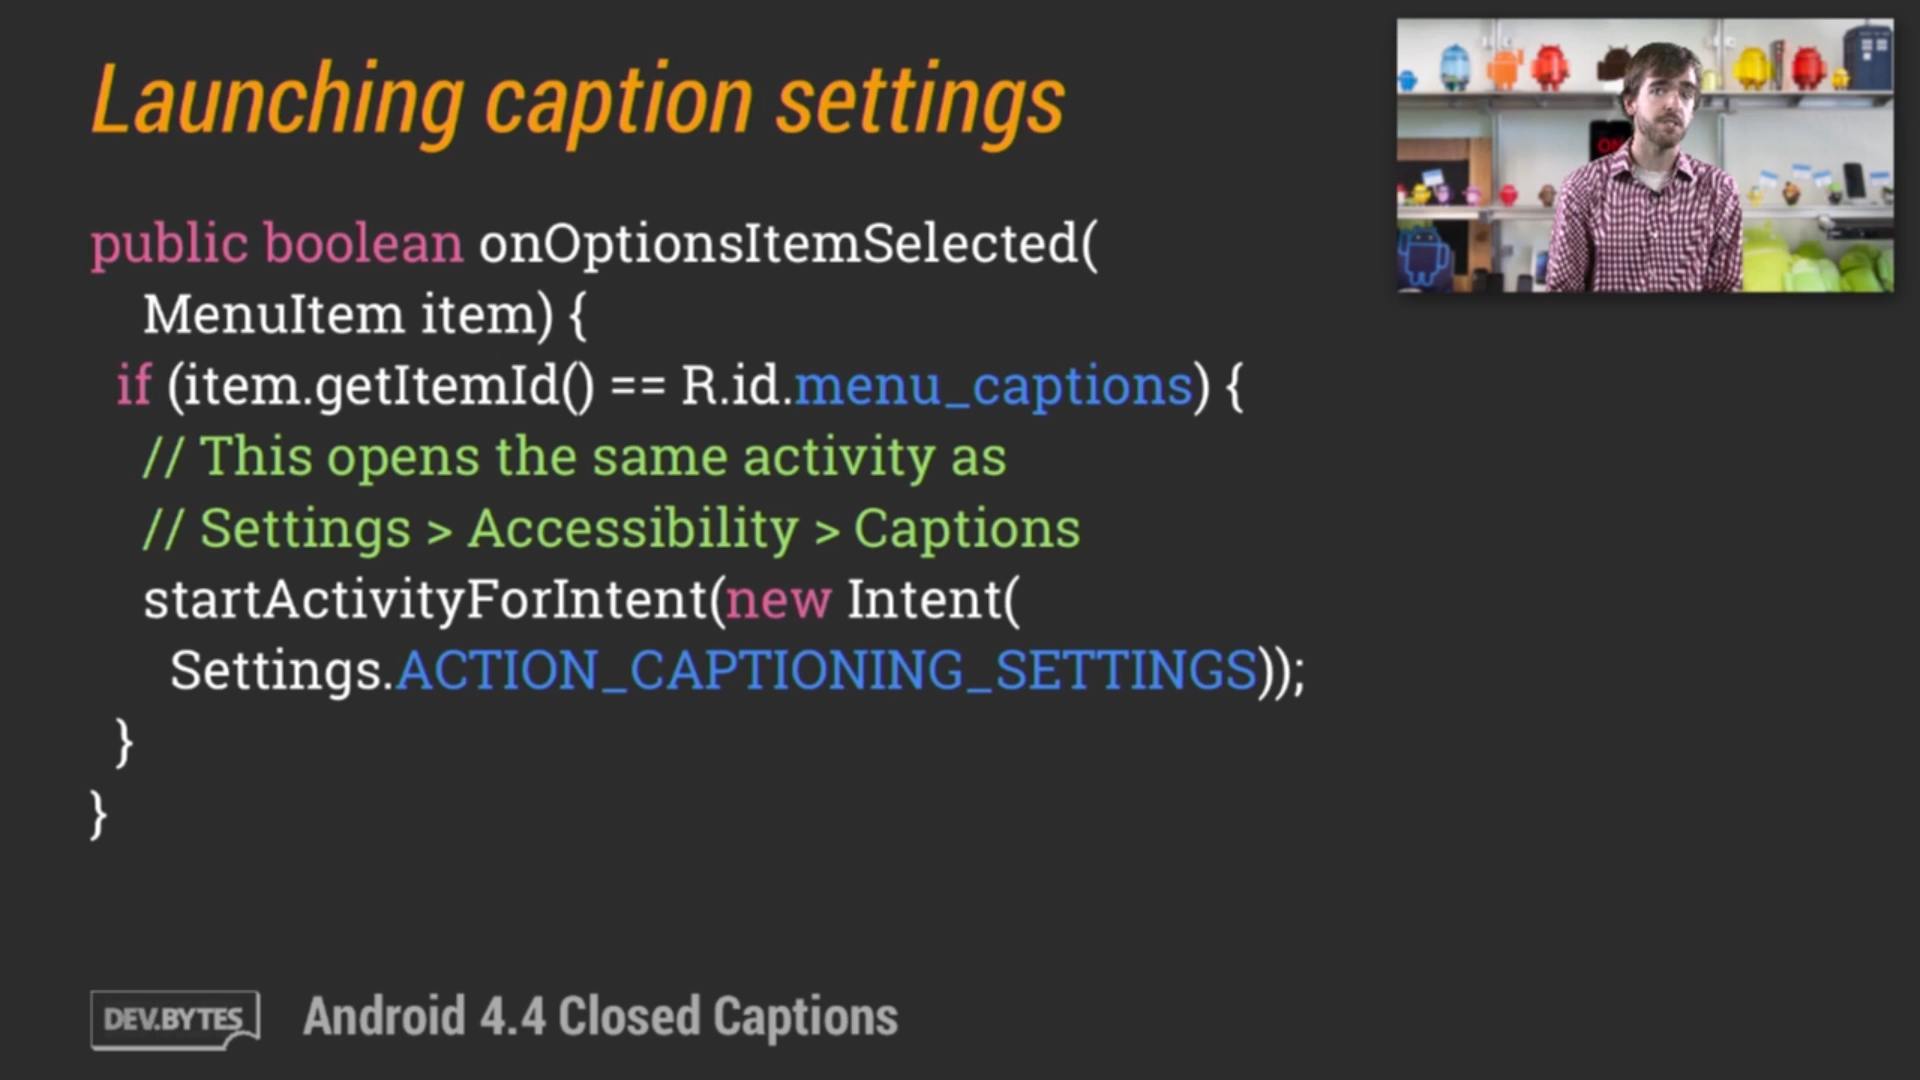 Launching caption settings
public boolean onOptionsItemSelected(
MenuItem item) {
if (item.getItemId() == R.id.menu_captions) {
// This opens the same activity as
// Settings > Accessibility > Captions
startActivityForIntent(new Intent(
Settings.ACTION_CAPTIONING_SETTINGS));
}
}
DEV.BYTES
Android 4.4 Closed Captions